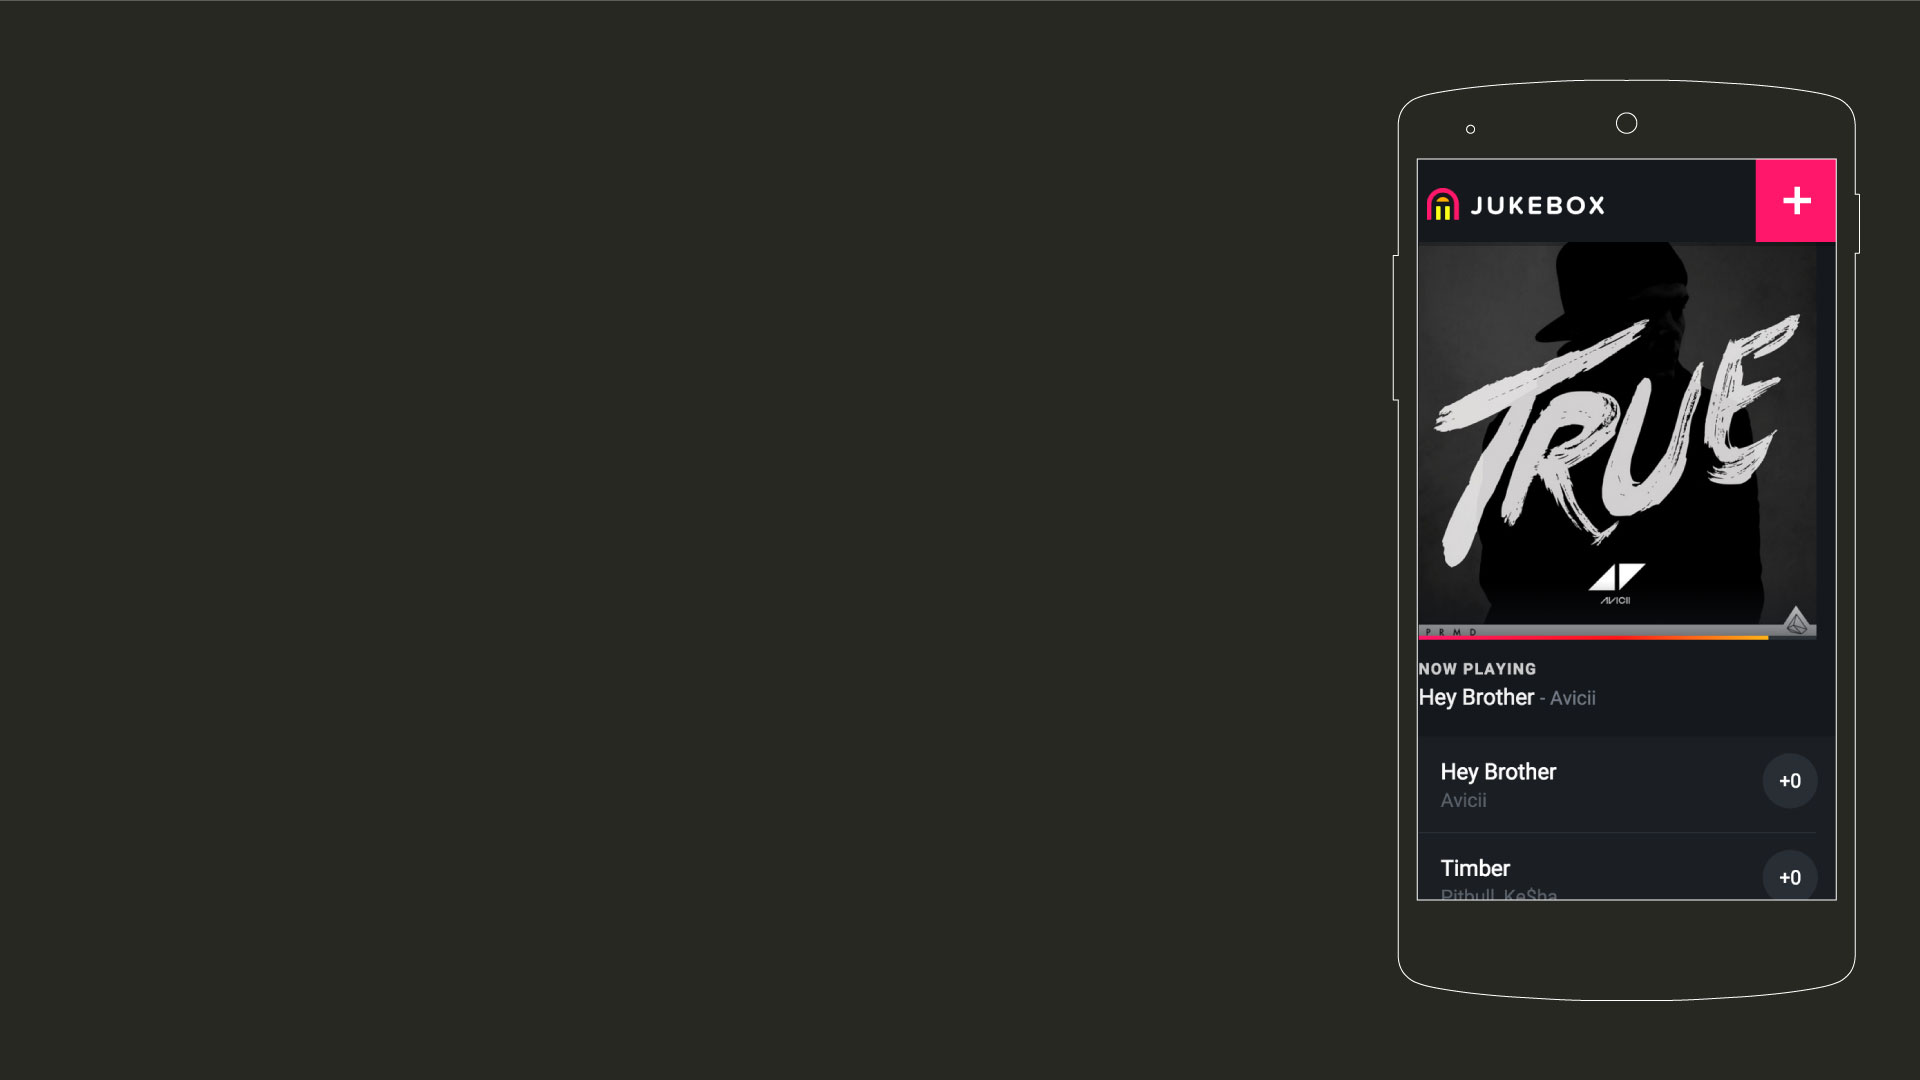 JUKEBOX
+
TRUE
AVICII
PRMD
NOW PLAYING
Hey Brother - Avicii
Hey Brother
Avicii
+0
Timber
Pitbull, Ke$ha
+0